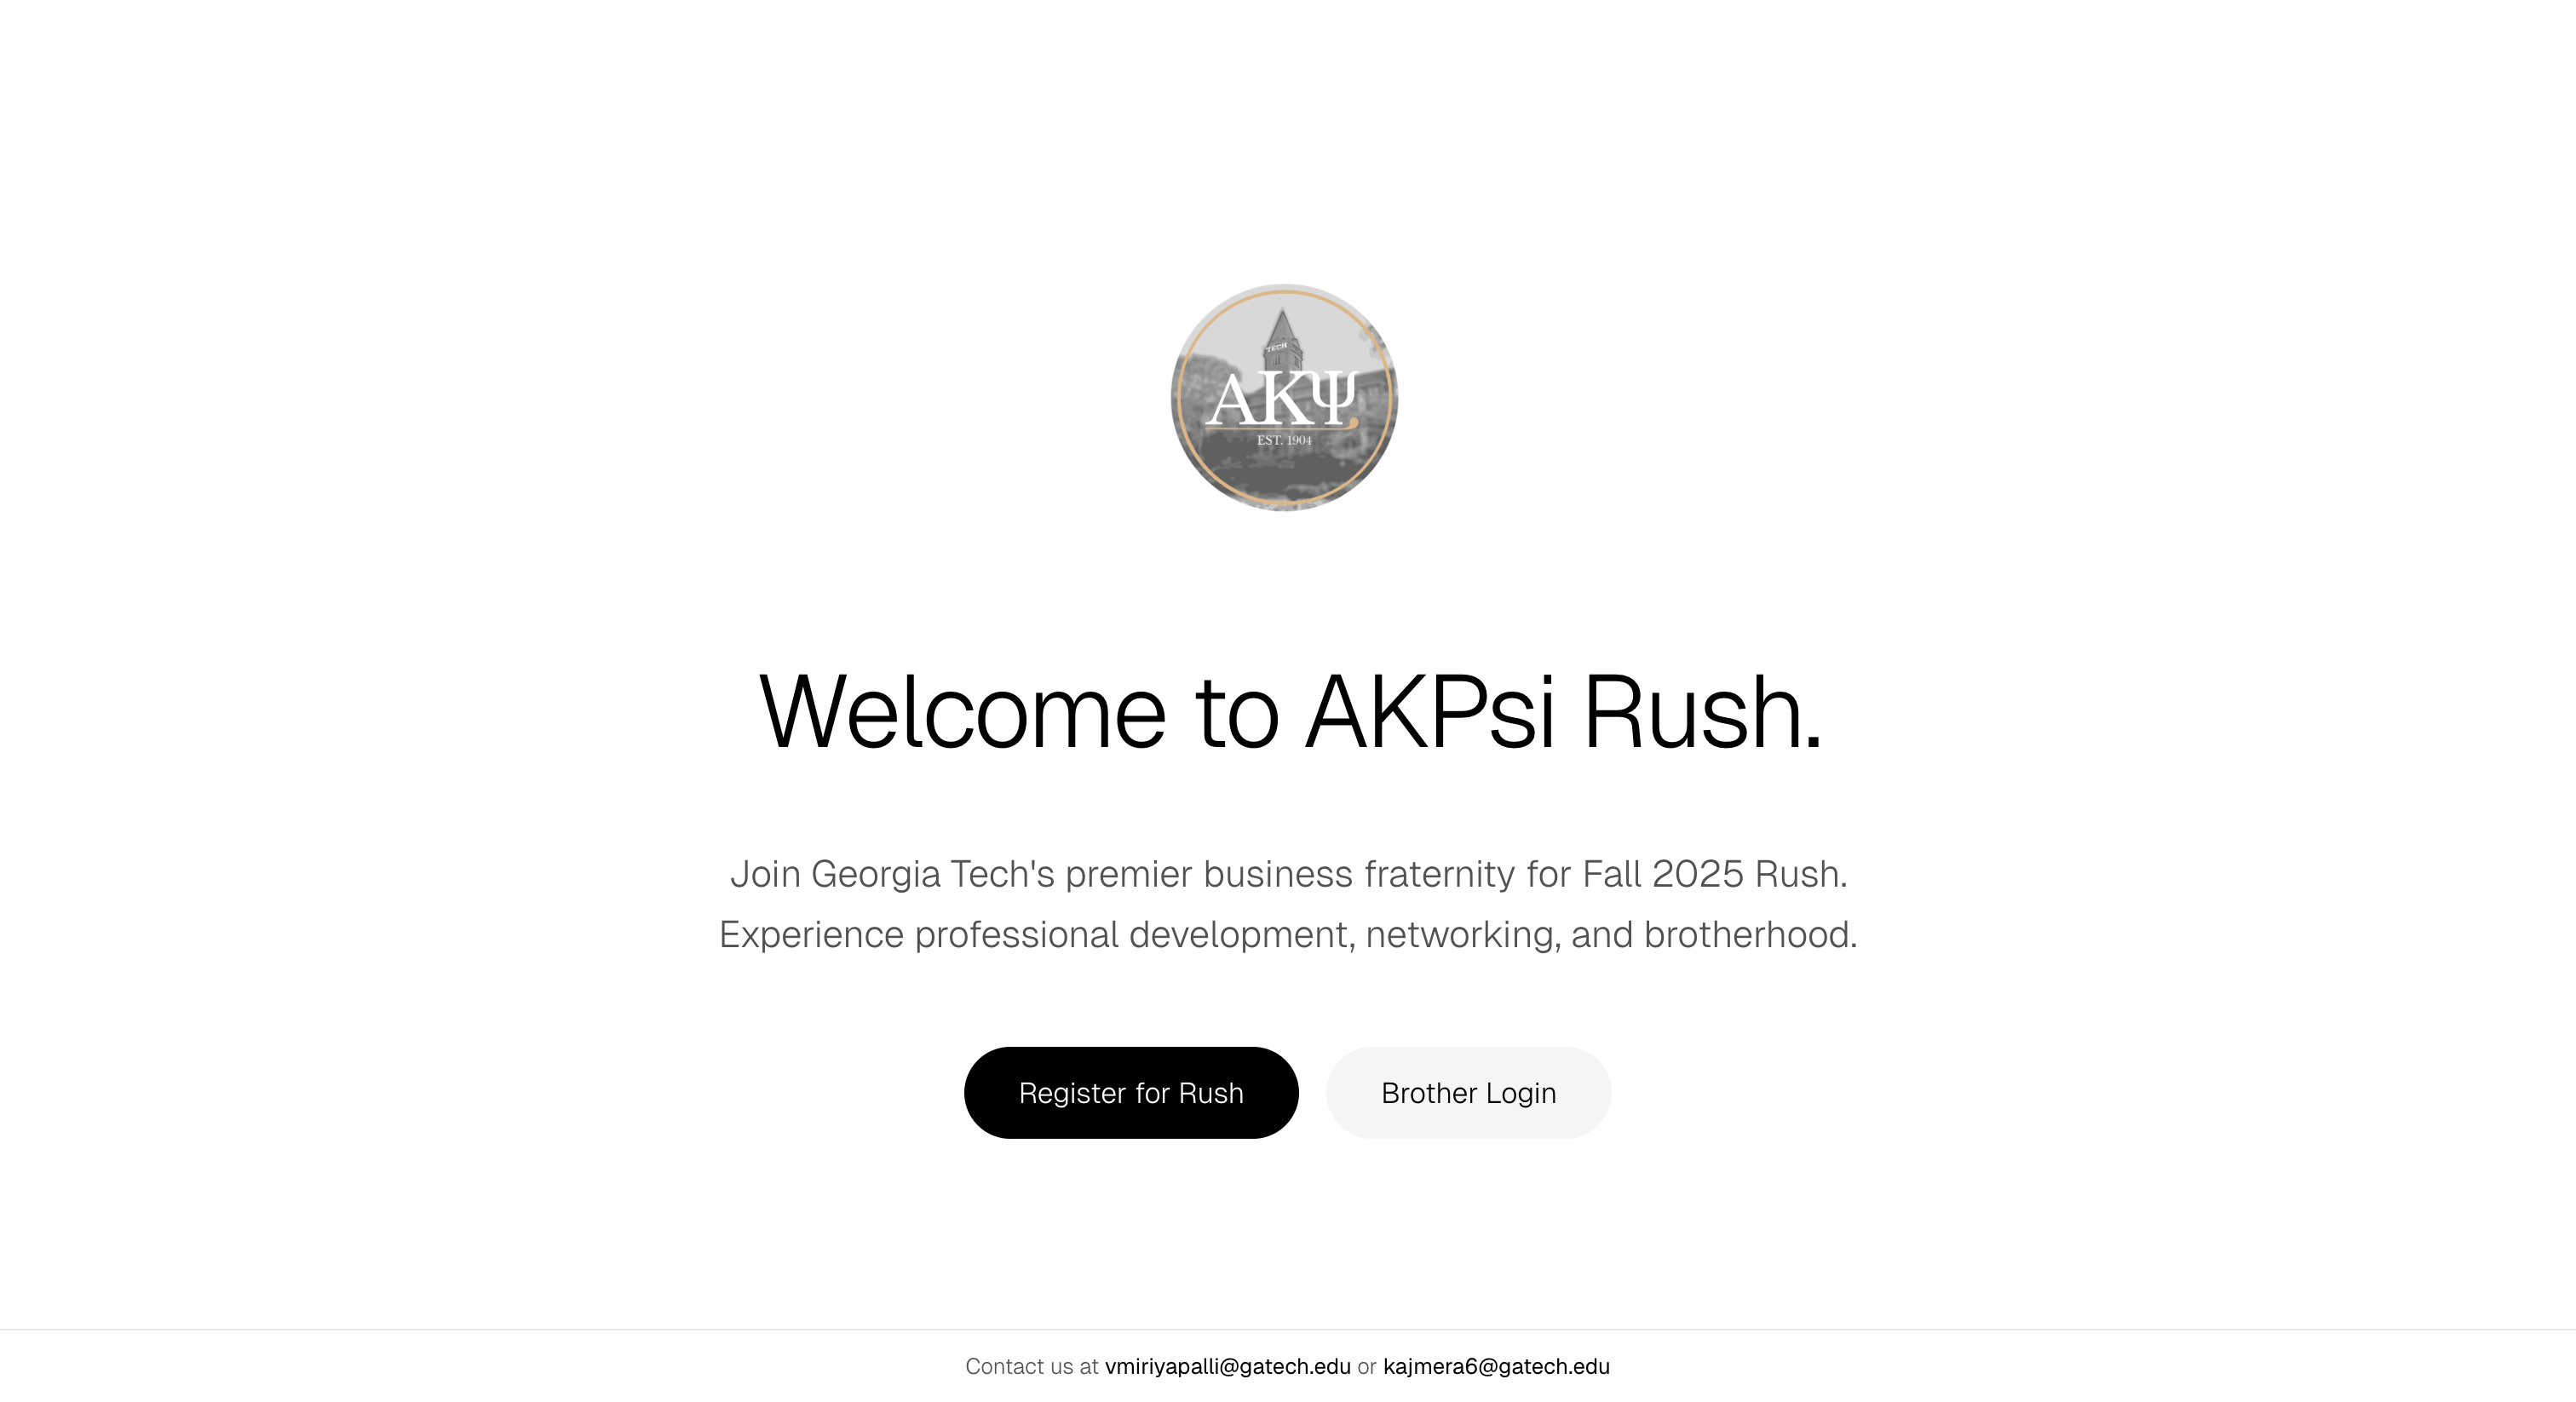 TECH
ΑΚΨ
EST. 1904
Welcome to AKPsi Rush.
Join Georgia Tech's premier business fraternity for Fall 2025 Rush.
Experience professional development, networking, and brotherhood.
Register for Rush
Brother Login
Contact us at vmiriyapalli@gatech.edu or kajmera6@gatech.edu